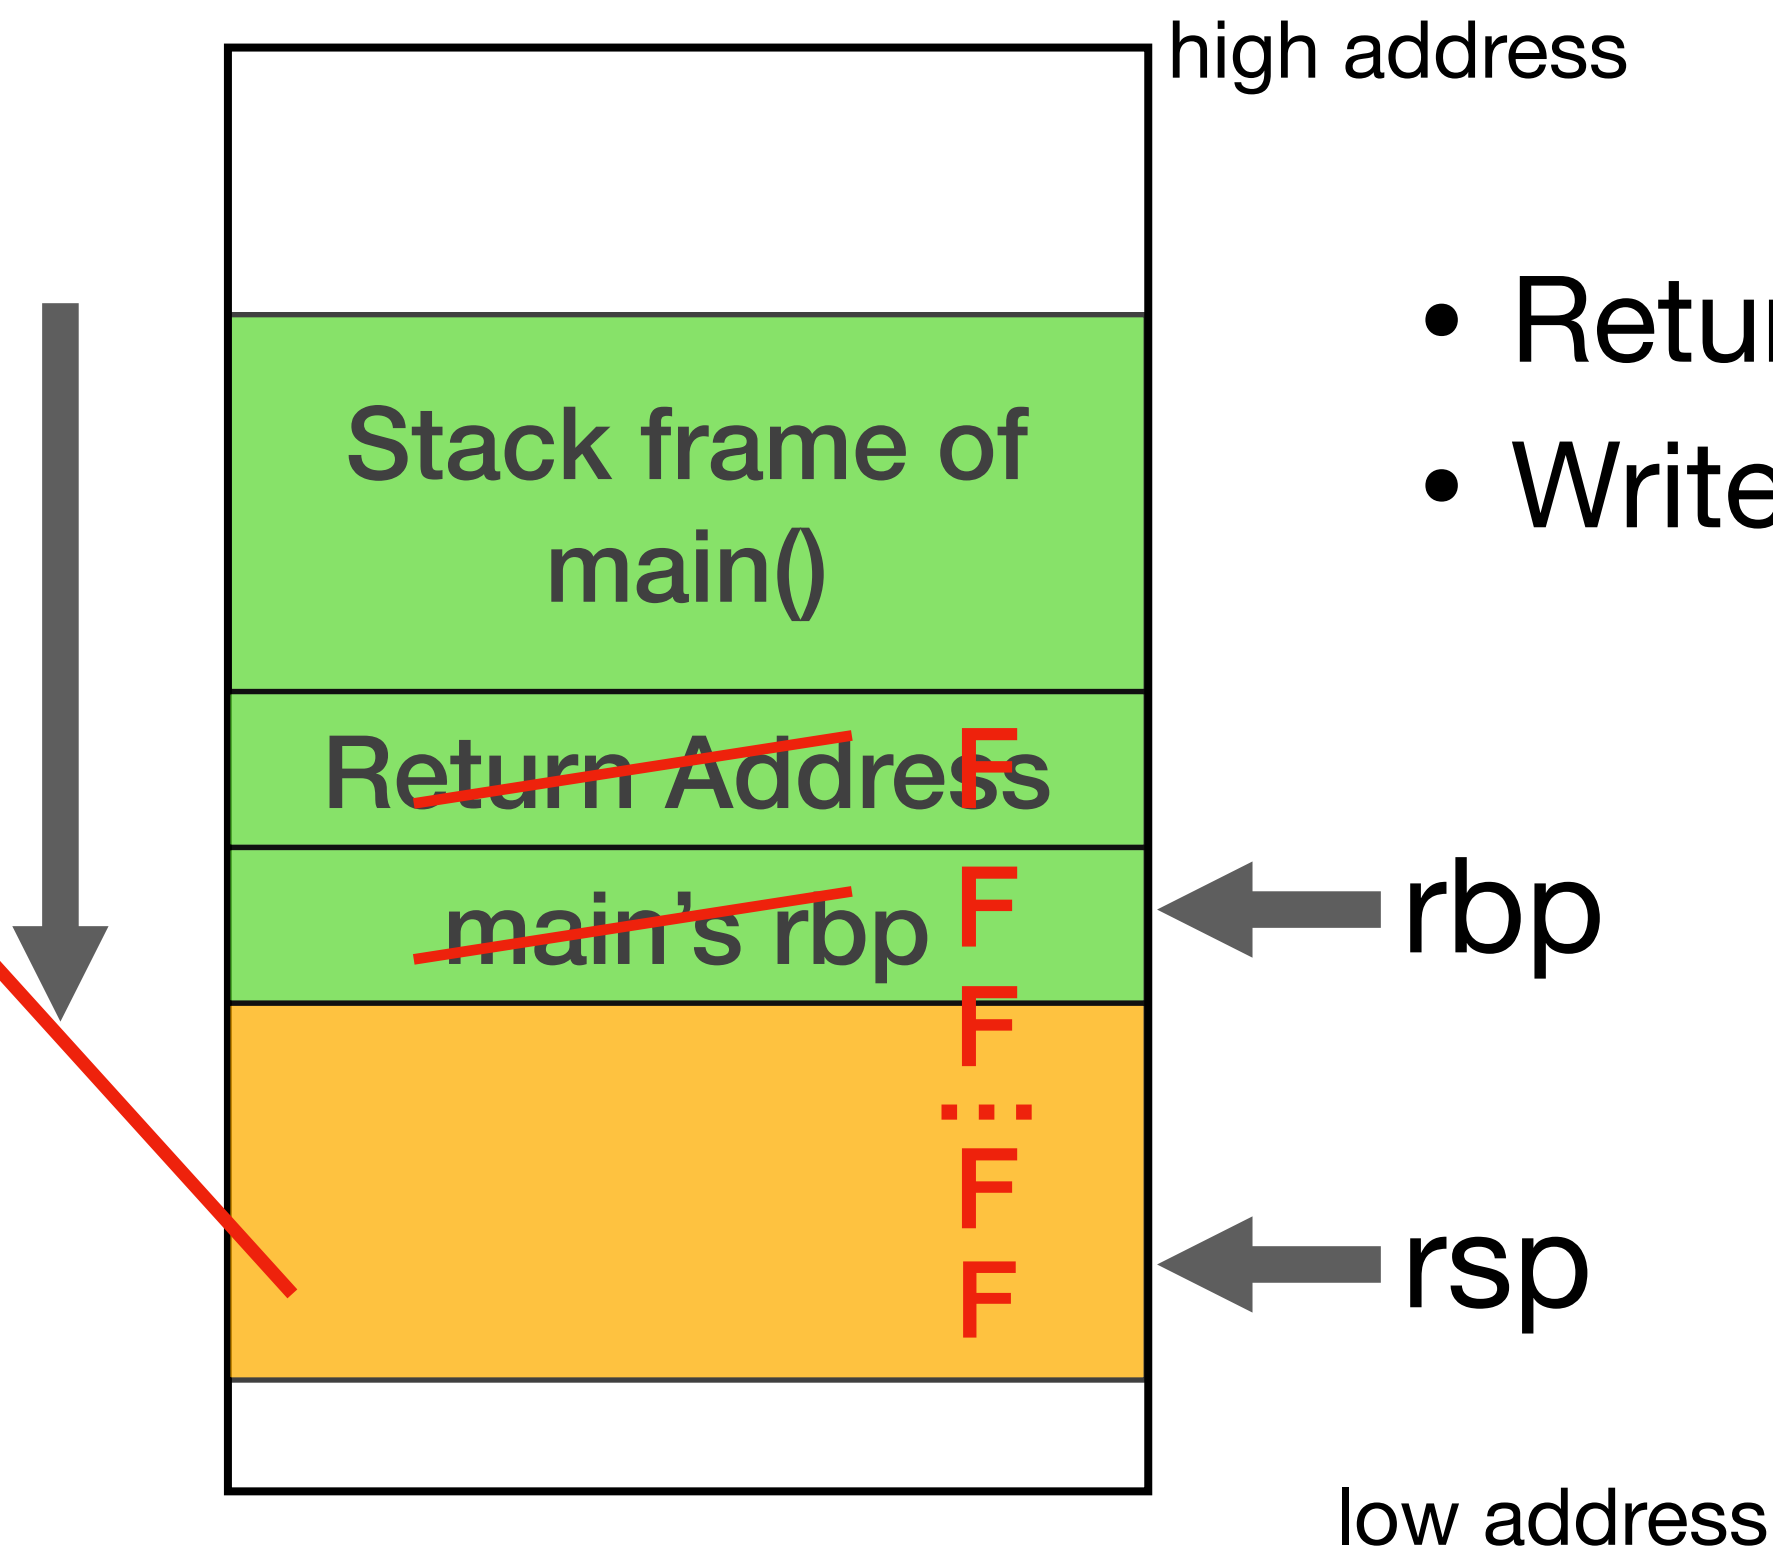 high address
Stack frame of
main()
Return Address F
main's rbp F
F
...
F
F
rbp
rsp
low address
•
•